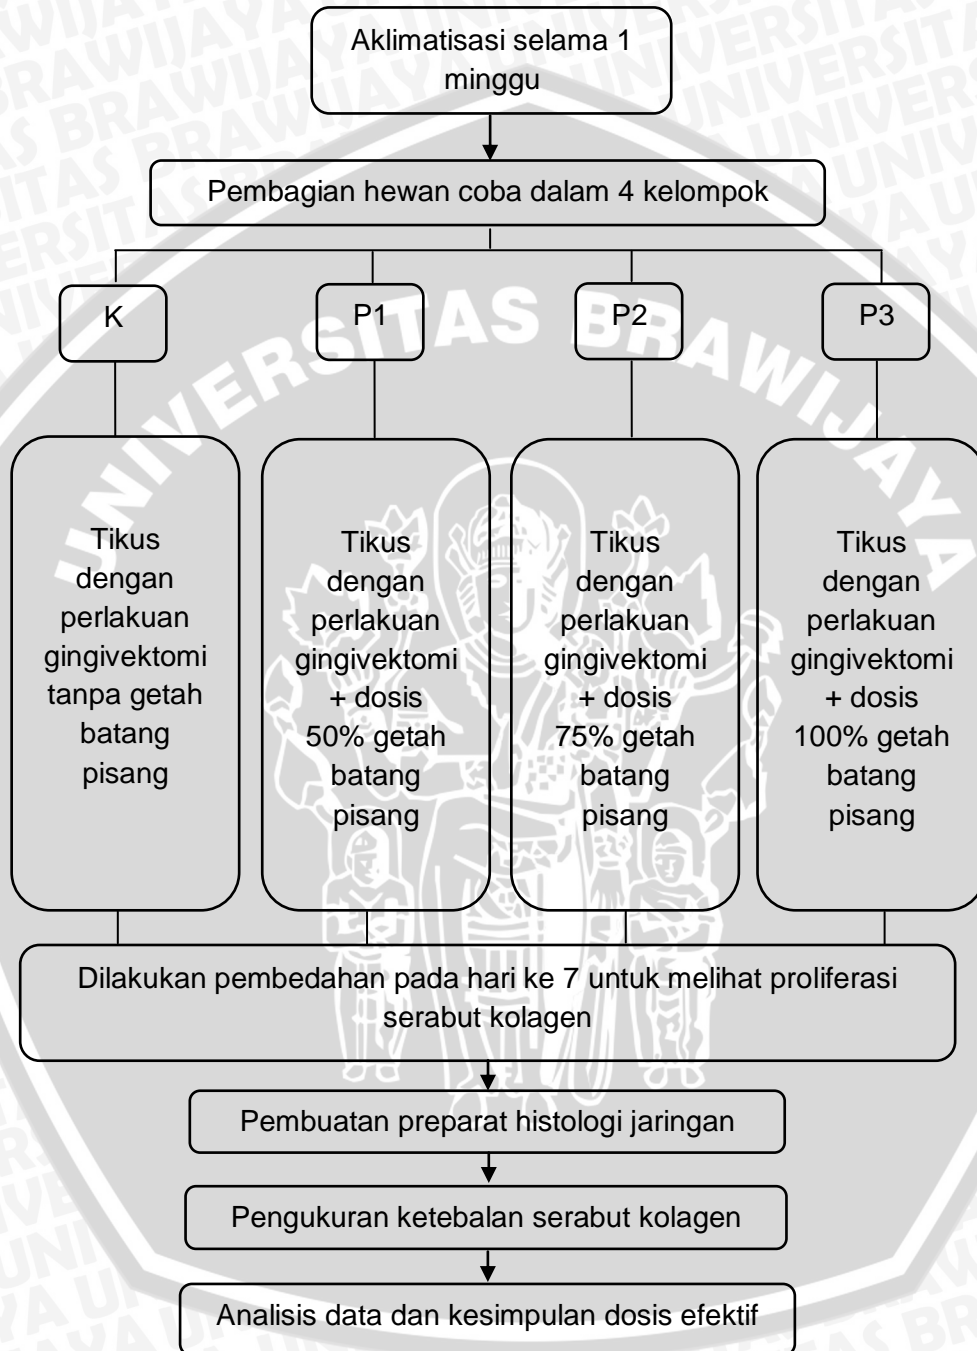 Aklimatisasi selama 1
minggu
Pembagian hewan coba dalam 4 kelompok
K
P1
P2
P3
UNIVERSITAS BRAWIJAYA
Tikus
dengan
perlakuan
gingivektomi
tanpa getah
batang
pisang
Tikus
dengan
perlakuan
gingivektomi
+ dosis
50% getah
batang
pisang
Tikus
dengan
perlakuan
gingivektomi
+ dosis
75% getah
batang
pisang
Tikus
dengan
perlakuan
gingivektomi
+ dosis
100% getah
batang
pisang
Dilakukan pembedahan pada hari ke 7 untuk melihat proliferasi
serabut kolagen
Pembuatan preparat histologi jaringan
Pengukuran ketebalan serabut kolagen
Analisis data dan kesimpulan dosis efektif